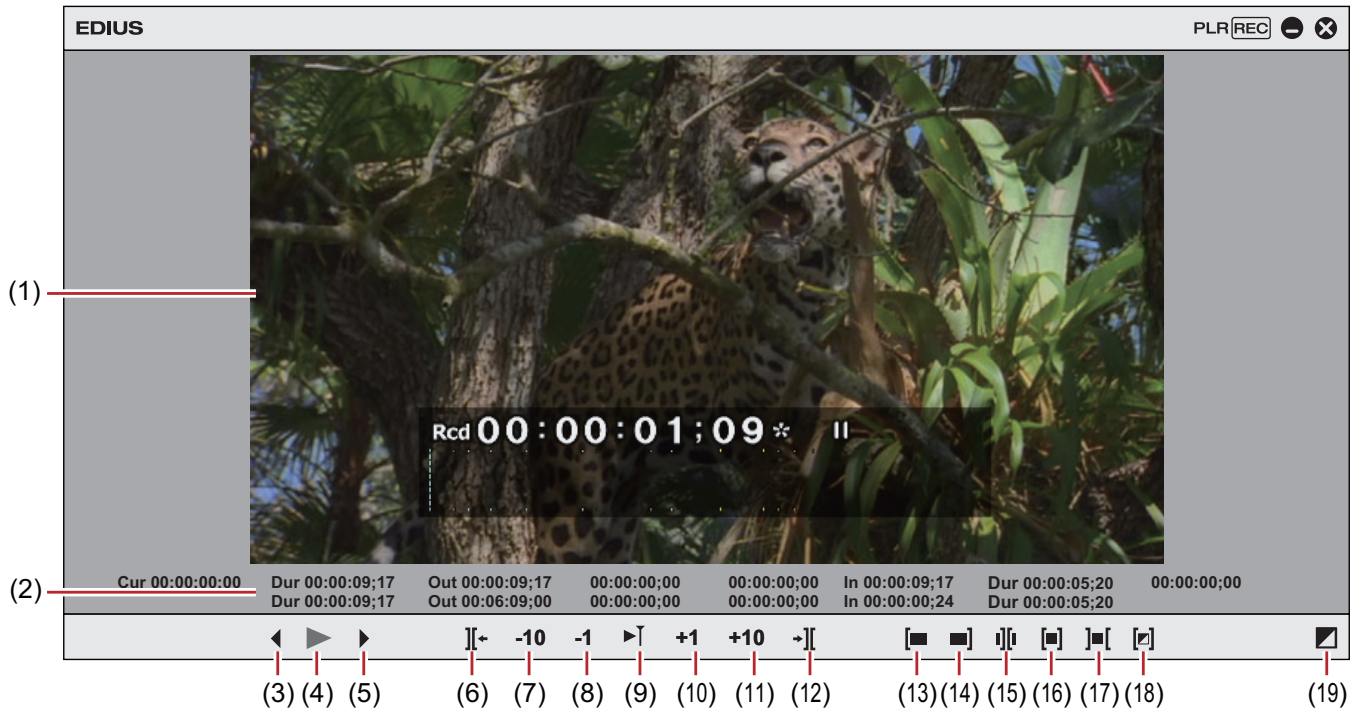 EDIUS PLR REC
Rcd 00:00:01;09*
(1)
Cur 00:00:00:00 Dur 00:00:09;17 Out 00:00:09;17 00:00:00;00 00:00:00;00 In 00:00:09;17 Dur 00:00:05;20 00:00:00;00
(2)
Dur 00:00:09;17 Out 00:06:09;00 00:00:00;00 00:00:00;00 In 00:00:00;24 Dur 00:00:05;20
-10 -1 +1 +10
(3) (4) (5) (6) (7) (8) (9) (10) (11) (12) (13) (14) (15) (16) (17) (18) (19)